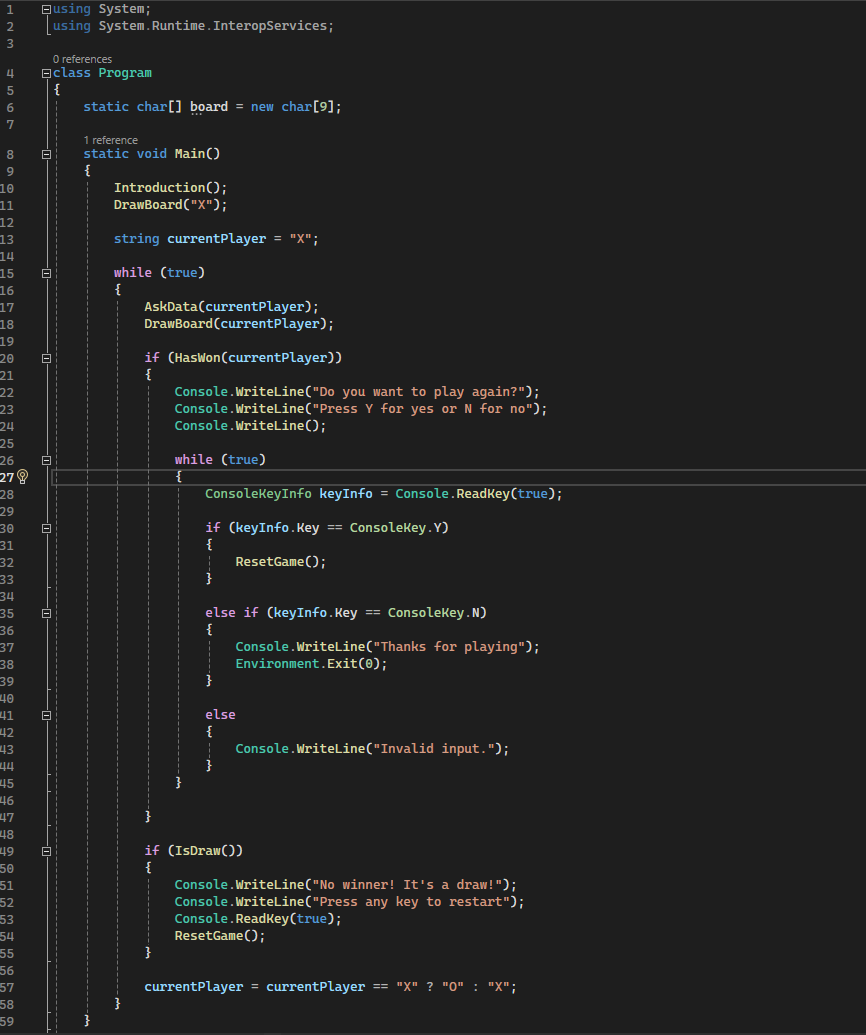 1 using System;
2 using System.Runtime.InteropServices;
3
0 references
4 class Program
5 {
6 static char[] board = new char[9];
7
1 reference
8 static void Main()
9 {
10 Introduction();
11 DrawBoard("X");
12
13 string currentPlayer = "X";
14
15 while (true)
16 {
17 AskData(currentPlayer);
18 DrawBoard(currentPlayer);
19
20 if (HasWon(currentPlayer))
21 {
22 Console.WriteLine("Do you want to play again?");
23 Console.WriteLine("Press Y for yes or N for no");
24 Console.WriteLine();
25
26 while (true)
27 {
28 ConsoleKeyInfo keyInfo = Console.ReadKey(true);
29
30 if (keyInfo.Key == ConsoleKey.Y)
31 {
32 ResetGame();
33 }
34
35 else if (keyInfo.Key == ConsoleKey.N)
36 {
37 Console.WriteLine("Thanks for playing");
38 Environment.Exit(0);
39 }
40
41 else
42 {
43 Console.WriteLine("Invalid input.");
44 }
45 }
46
47 }
48
49 if (IsDraw())
50 {
51 Console.WriteLine("No winner! It's a draw!");
52 Console.WriteLine("Press any key to restart");
53 Console.ReadKey(true);
54 ResetGame();
55 }
56
57 currentPlayer = currentPlayer == "X" ? "O" : "X";
58 }
59 }